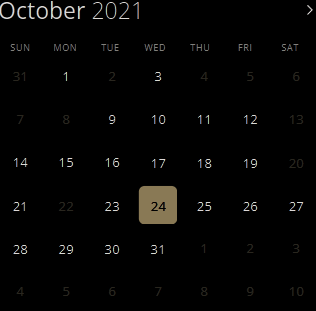 October 2021 >
SUN MON TUE WED THU FRI SAT
31 1 2 3 4 5 6
7 8 9 10 11 12 13
14 15 16 17 18 19 20
21 22 23 24 25 26 27
28 29 30 31 1 2 3
4 5 6 7 8 9 10